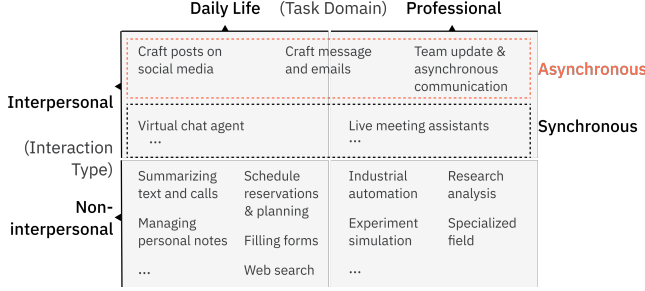 Daily Life (Task Domain) Professional
Craft posts on
social media
Craft message
and emails
Team update &
asynchronous
communication
Asynchronous
Interpersonal
Virtual chat agent
...
Live meeting assistants
...
Synchronous
(Interaction
Type)
Non-
interpersonal
Summarizing
text and calls
Managing
personal notes
...
Schedule
reservations
& planning
Filling forms
Web search
Industrial
automation
Experiment
simulation
...
Research
analysis
Specialized
field